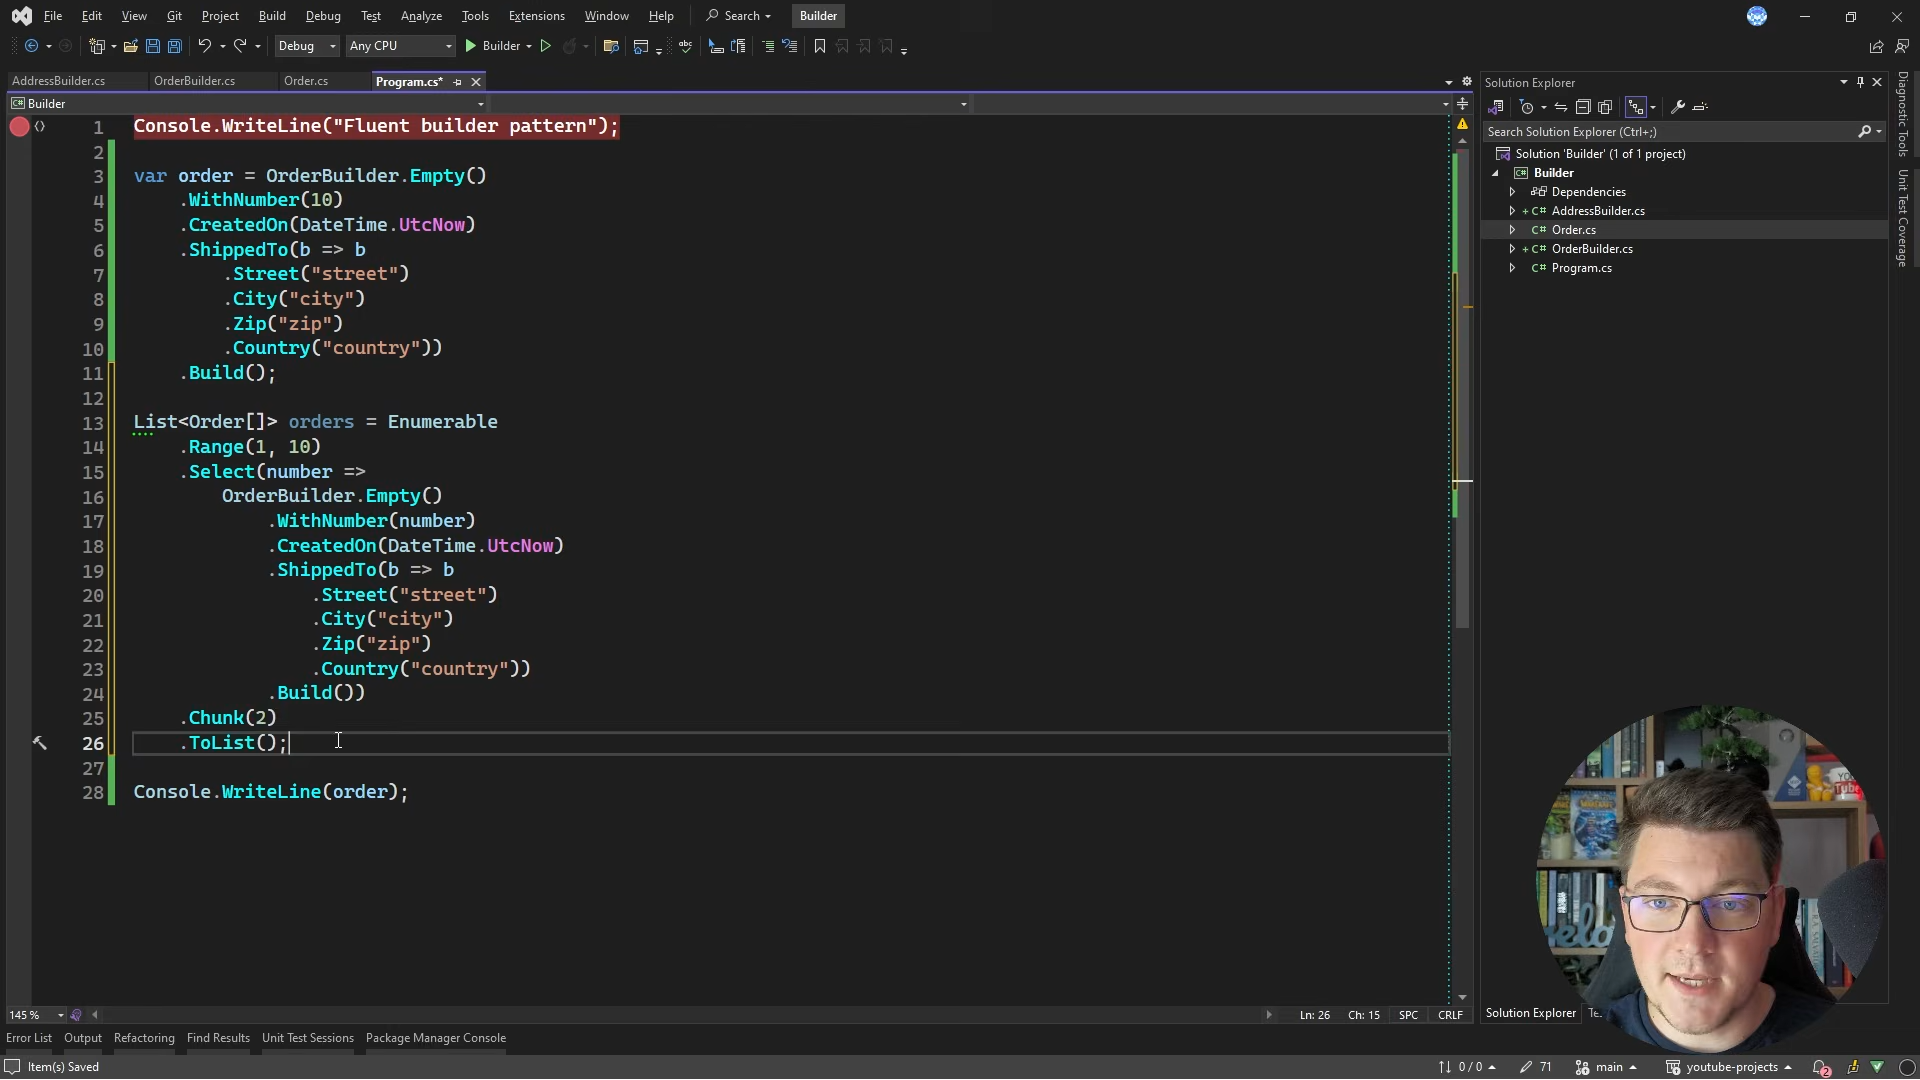 File Edit View Git Project Build Debug Test Analyze Tools Extensions Window Help Search Builder
Debug Any CPU Builder
AddressBuilder.cs OrderBuilder.cs Order.cs Program.cs*
C# Builder
1 Console.WriteLine("Fluent builder pattern");
2
3 var order = OrderBuilder.Empty()
4 .WithNumber(10)
5 .CreatedOn(DateTime.UtcNow)
6 .ShippedTo(b => b
7 .Street("street")
8 .City("city")
9 .Zip("zip")
10 .Country("country"))
11 .Build();
12
13 List<Order[]> orders = Enumerable
14 .Range(1, 10)
15 .Select(number =>
16 OrderBuilder.Empty()
17 .WithNumber(number)
18 .CreatedOn(DateTime.UtcNow)
19 .ShippedTo(b => b
20 .Street("street")
21 .City("city")
22 .Zip("zip")
23 .Country("country"))
24 .Build())
25 .Chunk(2)
26 .ToList();
27
28 Console.WriteLine(order);
145 % Ln: 26 Ch: 15 SPC CRLF
Solution Explorer
Search Solution Explorer (Ctrl+;)
Solution 'Builder' (1 of 1 project)
C# Builder
Dependencies
+ C# AddressBuilder.cs
C# Order.cs
+ C# OrderBuilder.cs
C# Program.cs
Diagnostic Tools
Unit Test Coverage
YOU
Tube
Solution Explorer
Error List Output Refactoring Find Results Unit Test Sessions Package Manager Console
Item(s) Saved 0 / 0 71 main youtube-projects 2